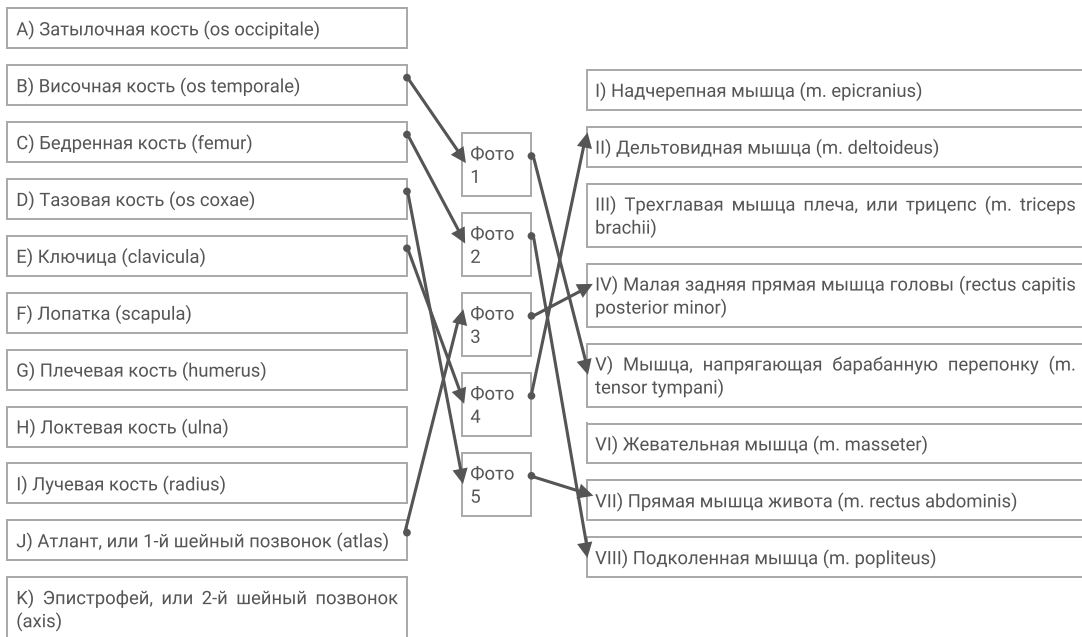 A) Затылочная кость (os occipitale)
B) Височная кость (os temporale)
C) Бедренная кость (femur)
D) Тазовая кость (os coxae)
E) Ключица (clavicula)
F) Лопатка (scapula)
G) Плечевая кость (humerus)
H) Локтевая кость (ulna)
I) Лучевая кость (radius)
J) Атлант, или 1-й шейный позвонок (atlas)
K) Эпистрофей, или 2-й шейный позвонок
(axis)
Фото
1
Фото
2
Фото
3
Фото
4
Фото
5
I) Надчерепная мышца (m. epicranius)
II) Дельтовидная мышца (m. deltoideus)
III) Трехглавая мышца плеча, или трицепс (m. triceps
brachii)
IV) Малая задняя прямая мышца головы (rectus capitis
posterior minor)
V) Мышца, напрягающая барабанную перепонку (m.
tensor tympani)
VI) Жевательная мышца (m. masseter)
VII) Прямая мышца живота (m. rectus abdominis)
VIII) Подколенная мышца (m. popliteus)